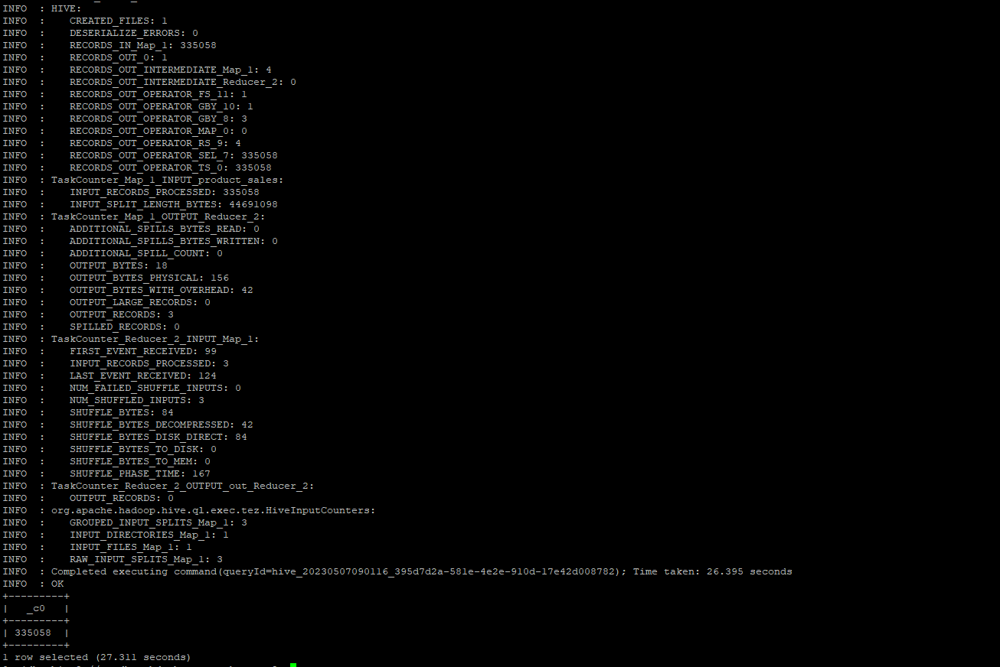 INFO  : HIVE:
INFO  :    CREATED_FILES: 1
INFO  :    DESERIALIZE_ERRORS: 0
INFO  :    RECORDS_IN_Map_1: 335058
INFO  :    RECORDS_OUT_0: 1
INFO  :    RECORDS_OUT_INTERMEDIATE_Map_1: 4
INFO  :    RECORDS_OUT_INTERMEDIATE_Reducer_2: 0
INFO  :    RECORDS_OUT_OPERATOR_FS_11: 1
INFO  :    RECORDS_OUT_OPERATOR_GBY_10: 1
INFO  :    RECORDS_OUT_OPERATOR_GBY_8: 3
INFO  :    RECORDS_OUT_OPERATOR_MAP_0: 0
INFO  :    RECORDS_OUT_OPERATOR_RS_9: 4
INFO  :    RECORDS_OUT_OPERATOR_SEL_7: 335058
INFO  :    RECORDS_OUT_OPERATOR_TS_0: 335058
INFO  : TaskCounter_Map_1_INPUT_product_sales:
INFO  :    INPUT_RECORDS_PROCESSED: 335058
INFO  :    INPUT_SPLIT_LENGTH_BYTES: 44691098
INFO  : TaskCounter_Map_1_OUTPUT_Reducer_2:
INFO  :    ADDITIONAL_SPILLS_BYTES_READ: 0
INFO  :    ADDITIONAL_SPILLS_BYTES_WRITTEN: 0
INFO  :    ADDITIONAL_SPILL_COUNT: 0
INFO  :    OUTPUT_BYTES: 18
INFO  :    OUTPUT_BYTES_PHYSICAL: 156
INFO  :    OUTPUT_BYTES_WITH_OVERHEAD: 42
INFO  :    OUTPUT_LARGE_RECORDS: 0
INFO  :    OUTPUT_RECORDS: 3
INFO  :    SPILLED_RECORDS: 0
INFO  : TaskCounter_Reducer_2_INPUT_Map_1:
INFO  :    FIRST_EVENT_RECEIVED: 99
INFO  :    INPUT_RECORDS_PROCESSED: 3
INFO  :    LAST_EVENT_RECEIVED: 124
INFO  :    NUM_FAILED_SHUFFLE_INPUTS: 0
INFO  :    NUM_SHUFFLED_INPUTS: 3
INFO  :    SHUFFLE_BYTES: 84
INFO  :    SHUFFLE_BYTES_DECOMPRESSED: 42
INFO  :    SHUFFLE_BYTES_DISK_DIRECT: 84
INFO  :    SHUFFLE_BYTES_TO_DISK: 0
INFO  :    SHUFFLE_BYTES_TO_MEM: 0
INFO  :    SHUFFLE_PHASE_TIME: 167
INFO  : TaskCounter_Reducer_2_OUTPUT_out_Reducer_2:
INFO  :    OUTPUT_RECORDS: 0
INFO  : org.apache.hadoop.hive.ql.exec.tez.HiveInputCounters:
INFO  :    GROUPED_INPUT_SPLITS_Map_1: 3
INFO  :    INPUT_DIRECTORIES_Map_1: 1
INFO  :    INPUT_FILES_Map_1: 1
INFO  :    RAW_INPUT_SPLITS_Map_1: 3
INFO  : Completed executing command(queryId=hive_20230507090116_395d7d2a-581e-4e2e-910d-17e42d008782); Time taken: 26.395 seconds
INFO  : OK
+---------+
|   _c0   |
+---------+
| 335058  |
+---------+
1 row selected (27.311 seconds)